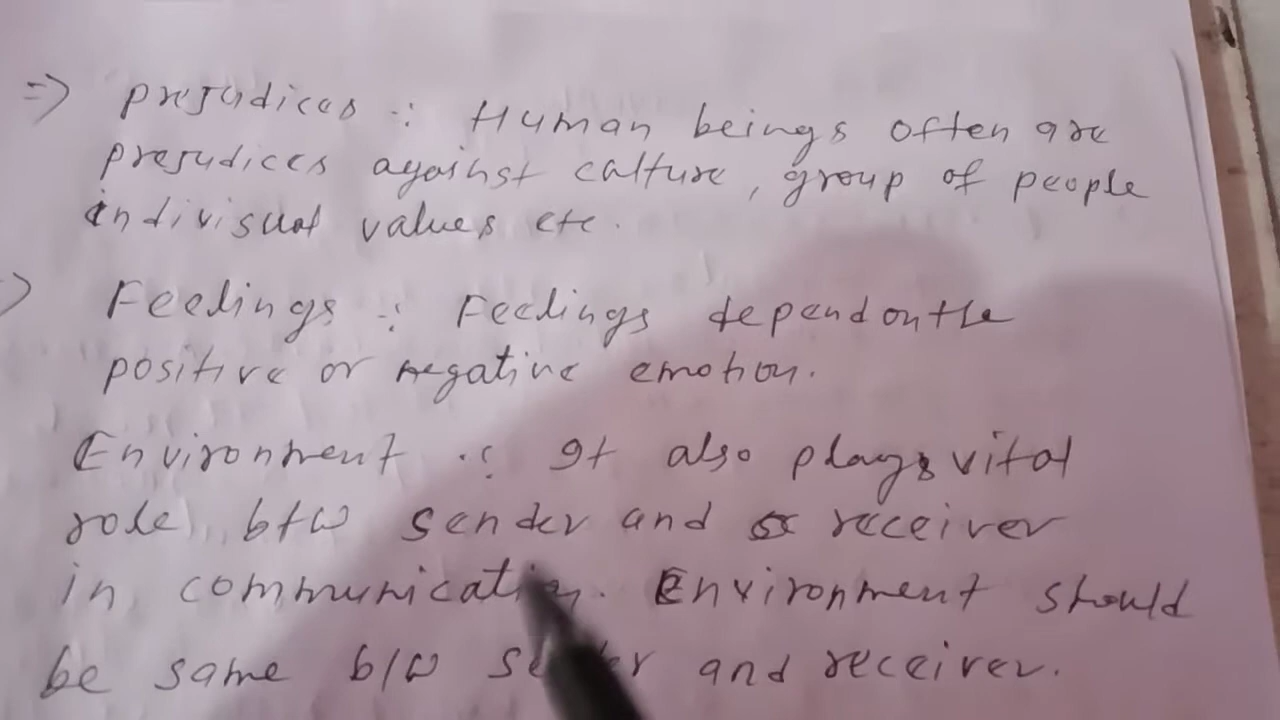 => prejudices :- Human beings often are
prejudices against culture, group of people
indivisual values etc.
=> Feelings :- Feelings depend on the
positive or negative emotion.
Environment :- It also plays vital
role btw sender and receiver
in communication. Environment should
be same b/w sender and receiver.